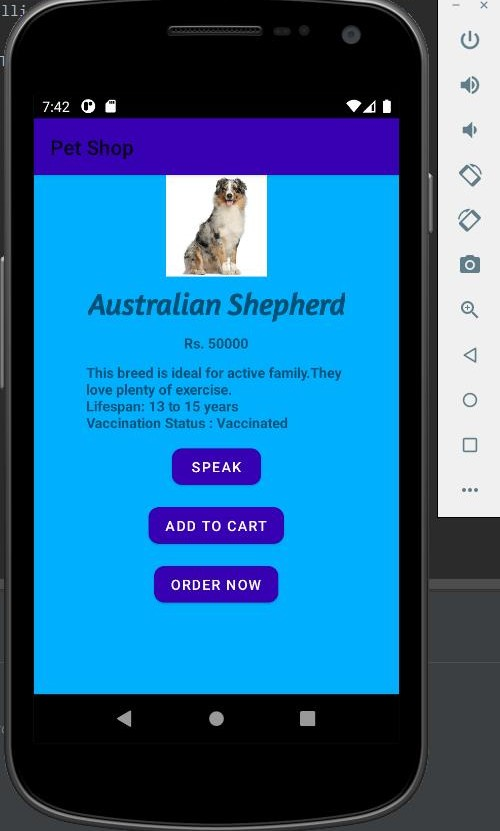 lli
7:42
Pet Shop
Australian Shepherd
Rs. 50000
This breed is ideal for active family.They
love plenty of exercise.
Lifespan: 13 to 15 years
Vaccination Status : Vaccinated
SPEAK
ADD TO CART
ORDER NOW